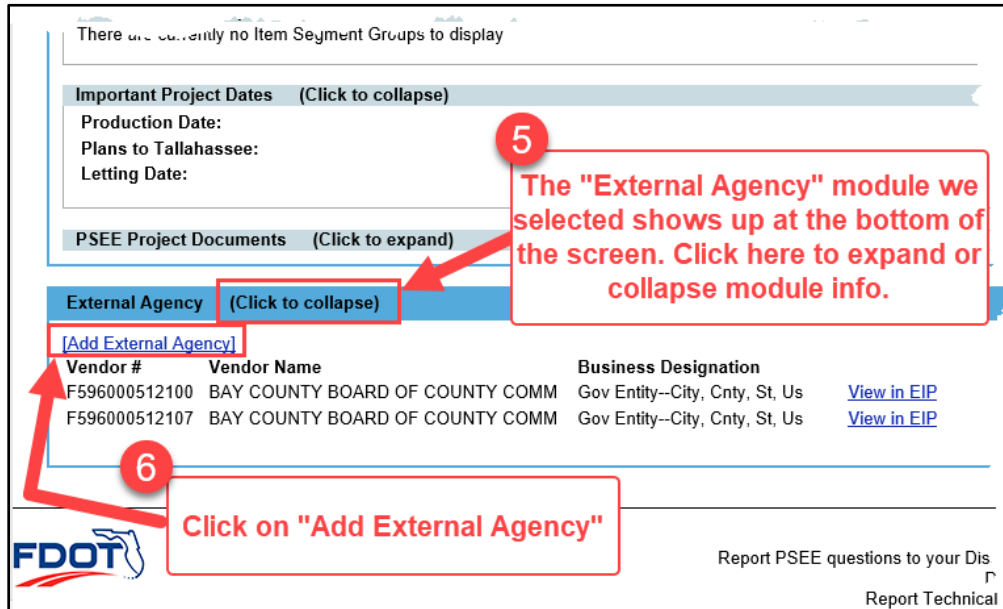 There are currently no Item Segment Groups to display
Important Project Dates (Click to collapse)
Production Date:
Plans to Tallahassee:
Letting Date:
5
The "External Agency" module we
selected shows up at the bottom of
the screen. Click here to expand or
collapse module info.
PSEE Project Documents (Click to expand)
External Agency (Click to collapse)
[Add External Agency]
Vendor # Vendor Name Business Designation
F596000512100 BAY COUNTY BOARD OF COUNTY COMM Gov Entity--City, Cnty, St, Us View in EIP
F596000512107 BAY COUNTY BOARD OF COUNTY COMM Gov Entity--City, Cnty, St, Us View in EIP
6
Click on "Add External Agency"
FDOT
Report PSEE questions to your Dis
Report Technical